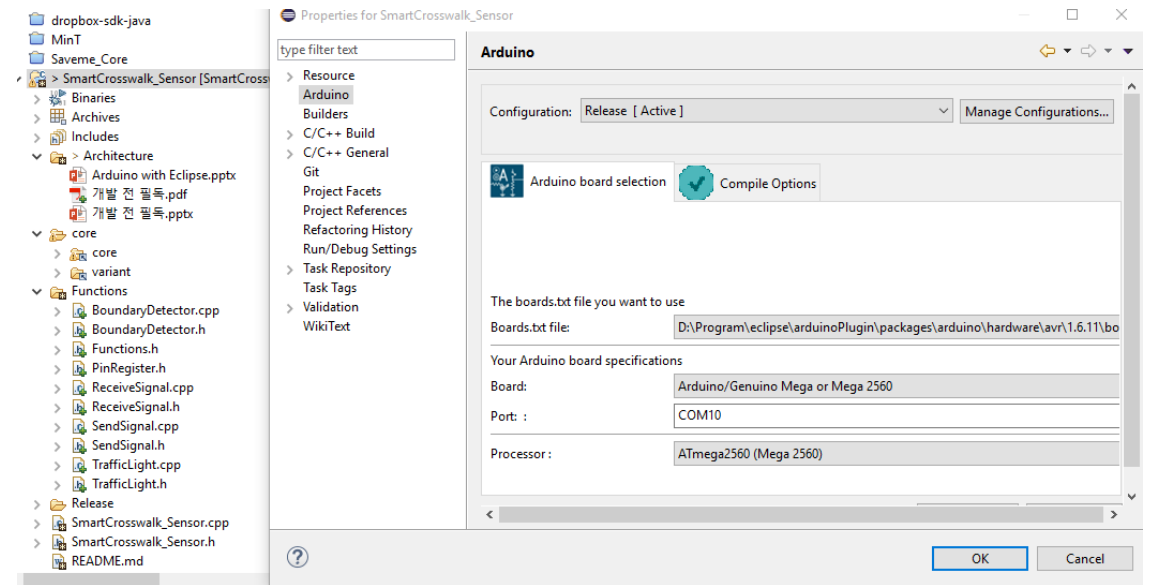 dropbox-sdk-java
MinT
Saveme_Core
> SmartCrosswalk_Sensor [SmartCross
Binaries
Archives
Includes
> Architecture
Arduino with Eclipse.pptx
개발 전 필독.pdf
개발 전 필독.pptx
core
core
variant
Functions
BoundaryDetector.cpp
BoundaryDetector.h
Functions.h
PinRegister.h
ReceiveSignal.cpp
ReceiveSignal.h
SendSignal.cpp
SendSignal.h
TrafficLight.cpp
TrafficLight.h
Release
SmartCrosswalk_Sensor.cpp
SmartCrosswalk_Sensor.h
README.md
Properties for SmartCrosswalk_Sensor
type filter text
Resource
Arduino
Builders
C/C++ Build
C/C++ General
Git
Project Facets
Project References
Refactoring History
Run/Debug Settings
Task Repository
Task Tags
Validation
WikiText
Arduino
Configuration: Release [ Active ] Manage Configurations...
Arduino board selection Compile Options
The boards.txt file you want to use
Boards.txt file: D:\Program\eclipse\arduinoPlugin\packages\arduino\hardware\avr\1.6.11\bo
Your Arduino board specifications
Board: Arduino/Genuino Mega or Mega 2560
Port: : COM10
Processor : ATmega2560 (Mega 2560)
OK Cancel